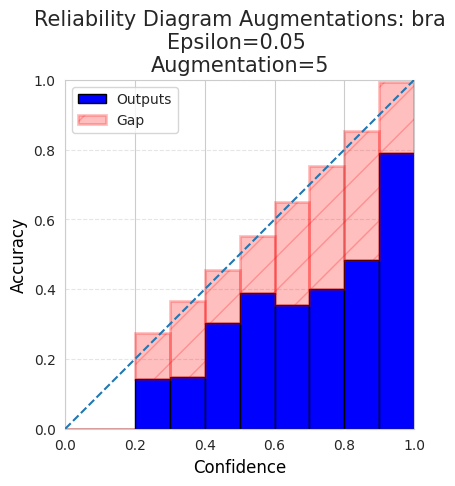 Reliability Diagram Augmentations: bra
Epsilon=0.05
Augmentation=5
Outputs
Gap
1.0
0.8
0.6
0.4
0.2
0.0
Accuracy
0.0 0.2 0.4 0.6 0.8 1.0
Confidence